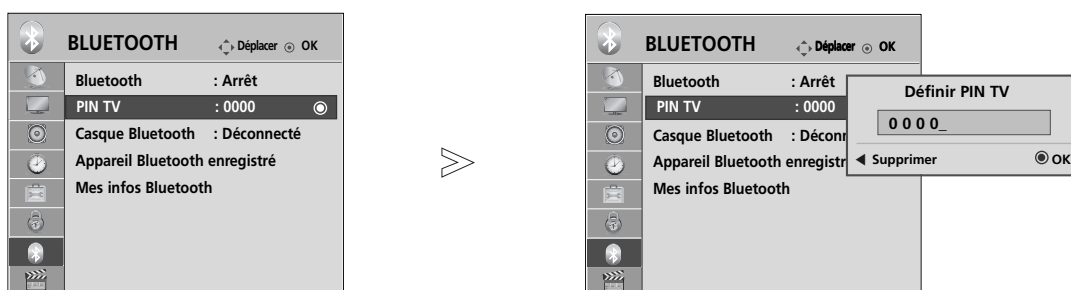 BLUETOOTH Déplacer OK
Bluetooth : Arrêt
PIN TV : 0000
Casque Bluetooth : Déconnecté
Appareil Bluetooth enregistré
Mes infos Bluetooth
BLUETOOTH Déplacer OK
Bluetooth : Arrêt
PIN TV : 0000
Casque Bluetooth : Déconn
Appareil Bluetooth enregistr
Mes infos Bluetooth
Définir PIN TV
0 0 0 0_
Supprimer OK